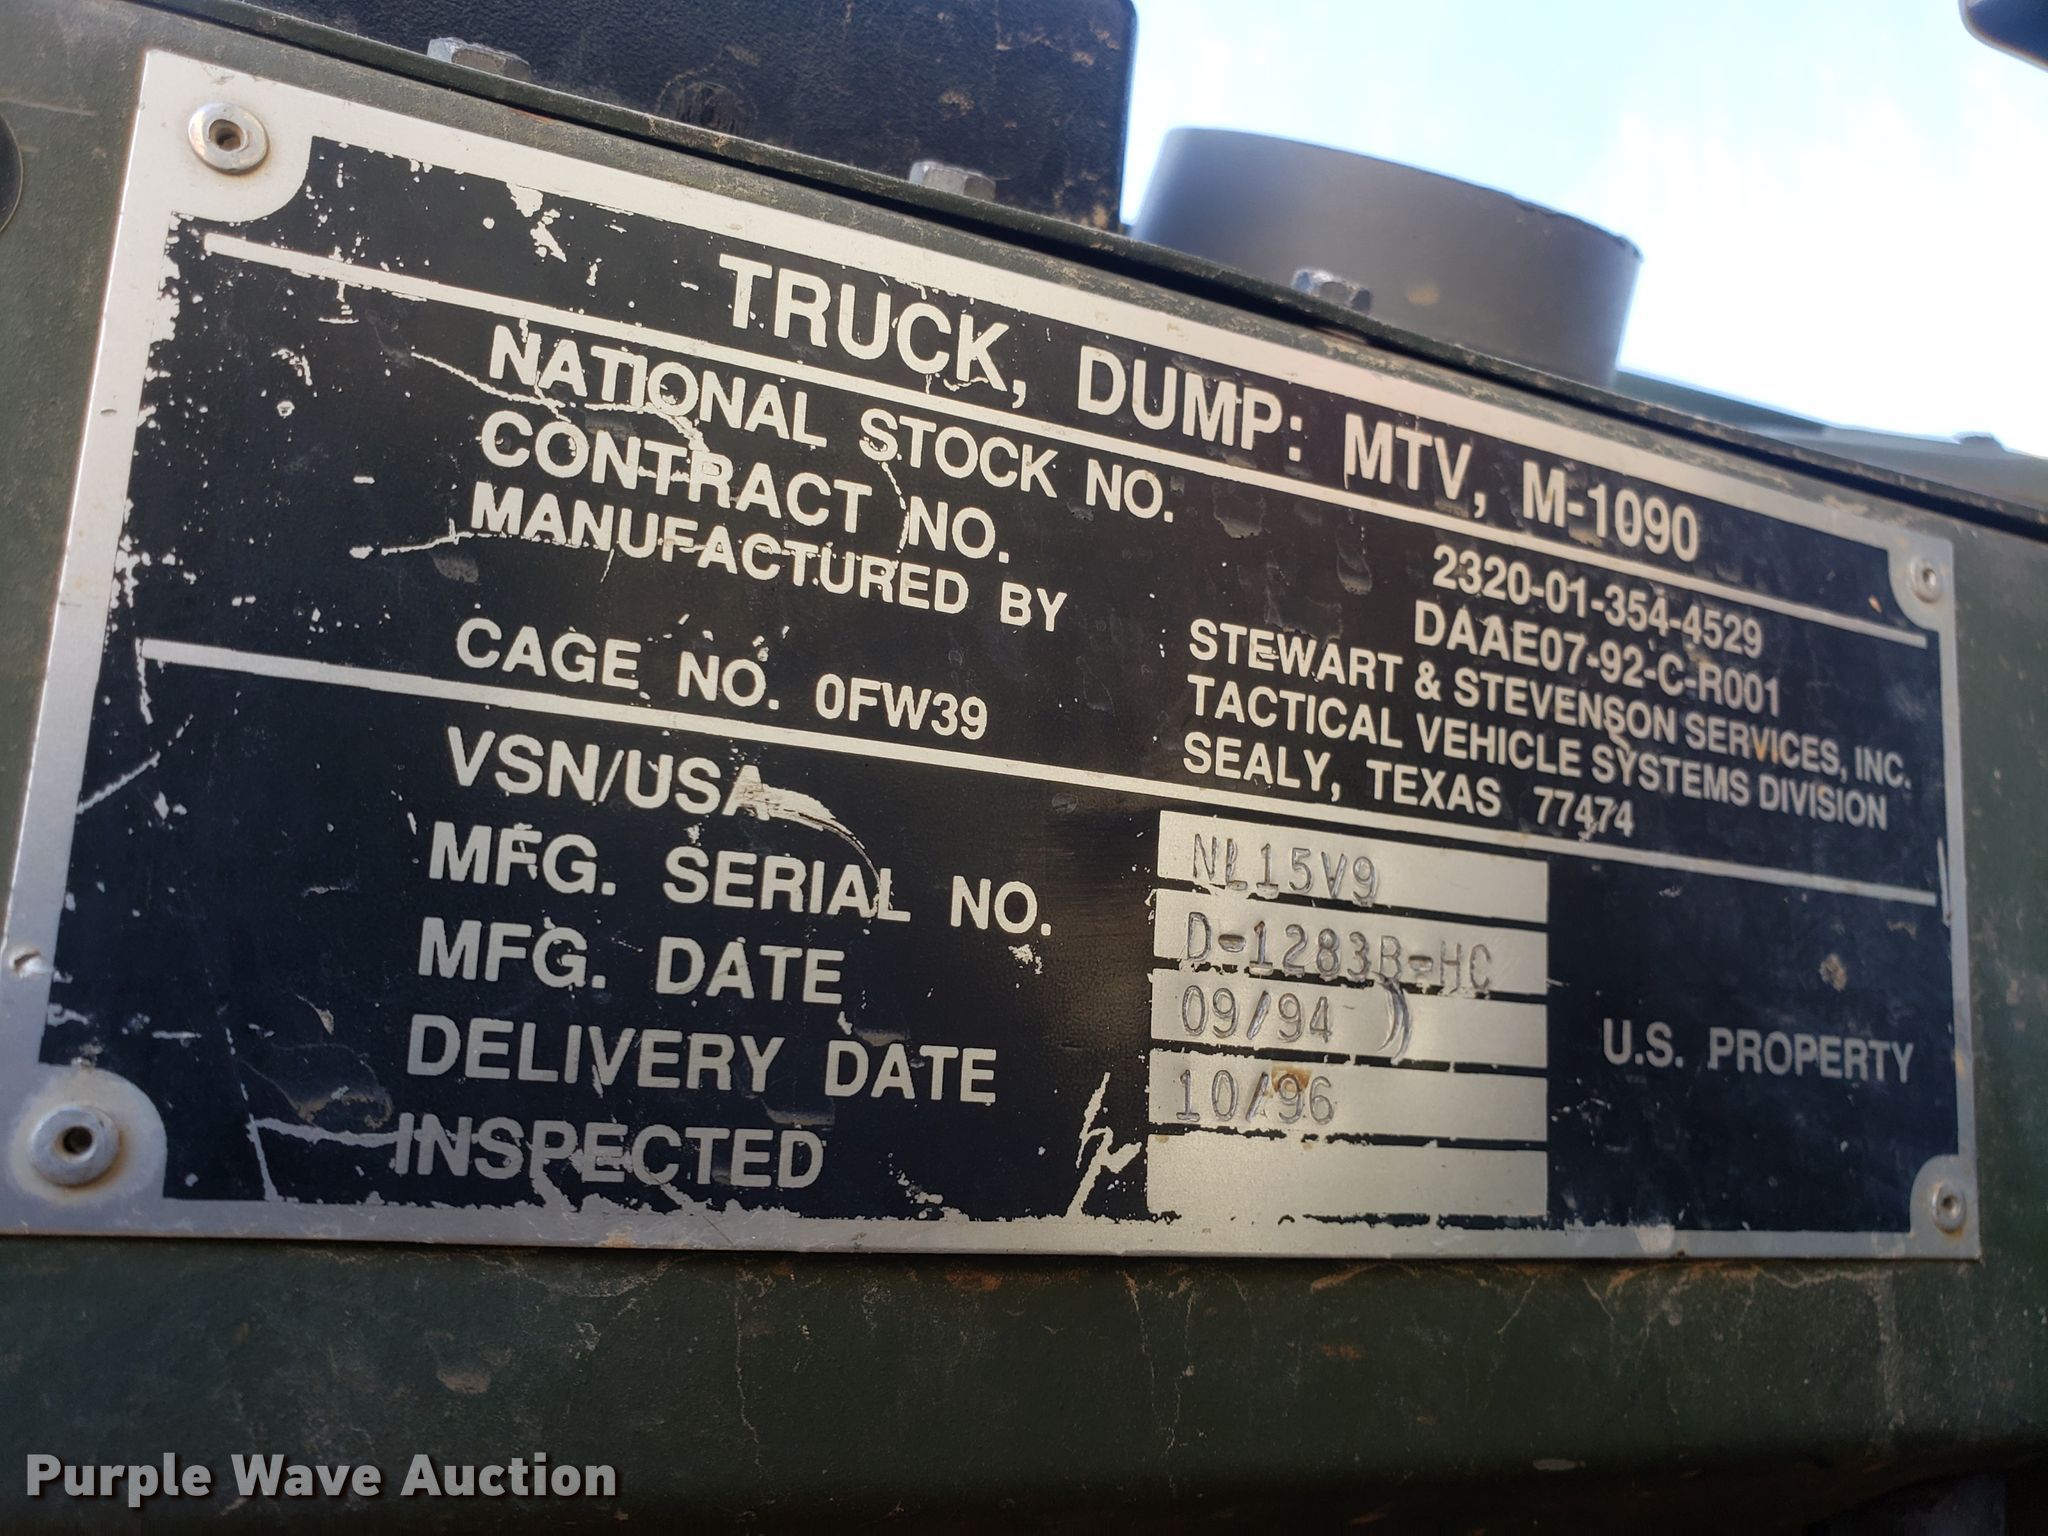 TRUCK, DUMP: MTV, M-1090
NATIONAL STOCK NO. 2320-01-354-4529
CONTRACT NO. DAAE07-92-C-R001
MANUFACTURED BY STEWART & STEVENSON SERVICES, INC.
TACTICAL VEHICLE SYSTEMS DIVISION
CAGE NO. 0FW39 SEALY, TEXAS 77474
VSN/USA NL15V9
MFG. SERIAL NO. D-1283B-HC
MFG. DATE 09/94
DELIVERY DATE 10/96
INSPECTED
U.S. PROPERTY
Purple Wave Auction